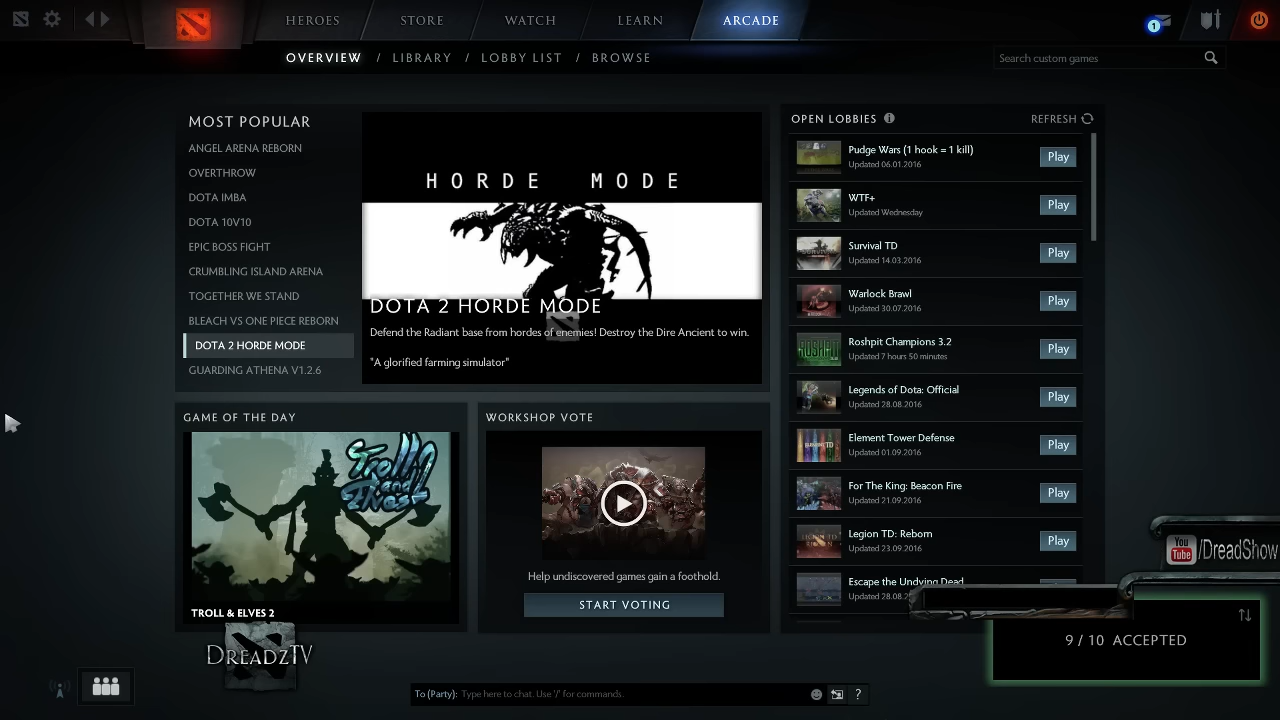 HEROES
STORE
WATCH
LEARN
ARCADE
1
OVERVIEW / LIBRARY / LOBBY LIST / BROWSE
Search custom games
MOST POPULAR
ANGEL ARENA REBORN
OVERTHROW
DOTA IMBA
DOTA 10V10
EPIC BOSS FIGHT
CRUMBLING ISLAND ARENA
TOGETHER WE STAND
BLEACH VS ONE PIECE REBORN
DOTA 2 HORDE MODE
GUARDING ATHENA V1.2.6
HORDE MODE
DOTA 2 HORDE MODE
Defend the Radiant base from hordes of enemies! Destroy the Dire Ancient to win.
"A glorified farming simulator"
OPEN LOBBIES
REFRESH
Pudge Wars (1 hook = 1 kill)
Updated 06.01.2016
Play
WTF+
Updated Wednesday
Play
Survival TD
Updated 14.03.2016
Play
Warlock Brawl
Updated 30.07.2016
Play
Roshpit Champions 3.2
Updated 7 hours 50 minutes
Play
Legends of Dota: Official
Updated 28.08.2016
Play
Element Tower Defense
Updated 01.09.2016
Play
For The King: Beacon Fire
Updated 21.09.2016
Play
Legion TD: Reborn
Updated 23.09.2016
Play
Escape the Undying Dead
Updated 28.08.2
GAME OF THE DAY
Trolls and Elves
TROLL & ELVES 2
WORKSHOP VOTE
Help undiscovered games gain a foothold.
START VOTING
You Tube /DreadShow
9 / 10 ACCEPTED
DREADZTV
To (Party): Type here to chat. Use '/' for commands.
?